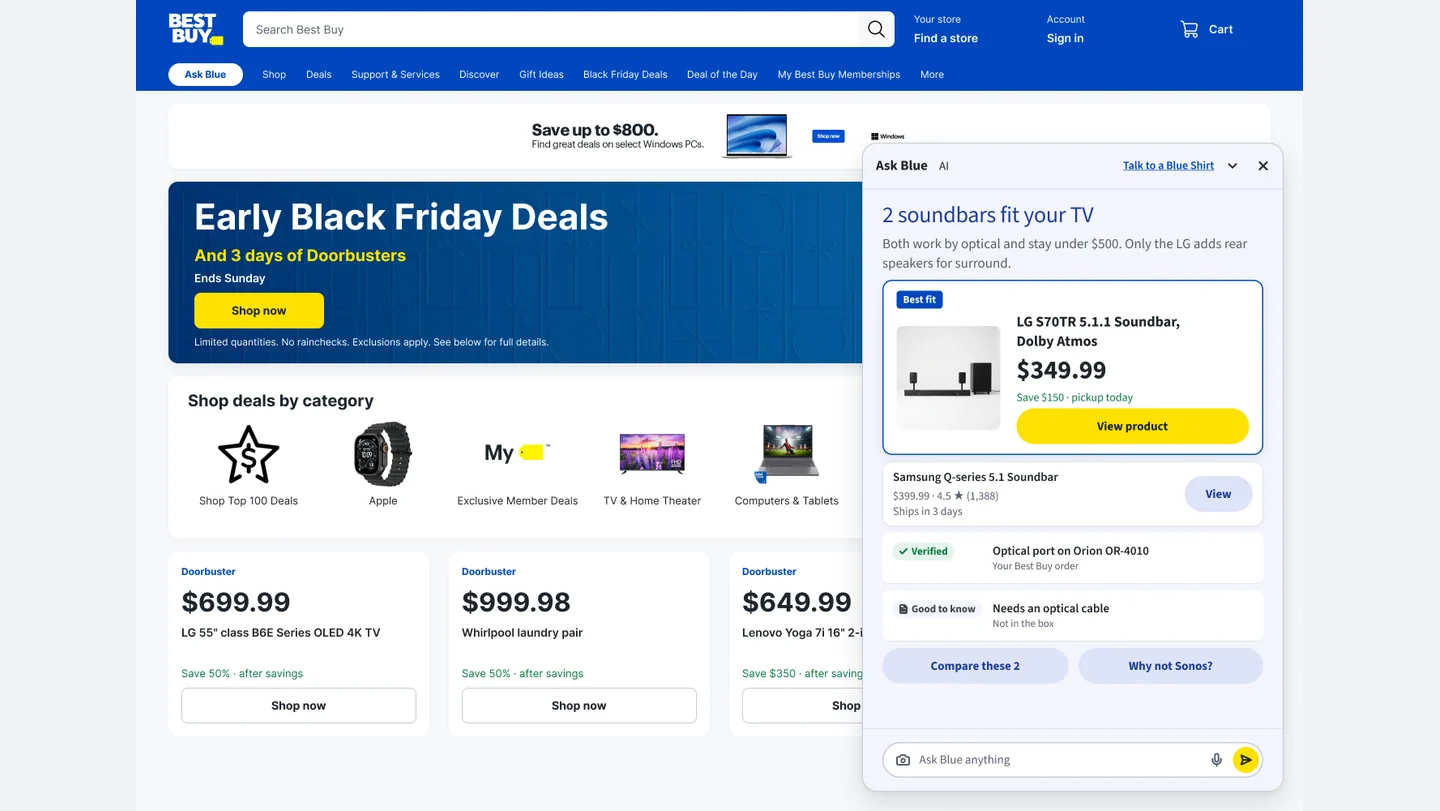 BEST
BUY
Search Best Buy
Your store
Find a store
Account
Sign in
Cart
Ask Blue
Shop
Deals
Support & Services
Discover
Gift Ideas
Black Friday Deals
Deal of the Day
My Best Buy Memberships
More
Save up to $800.
Find great deals on select Windows PCs.
Shop now
Windows
Early Black Friday Deals
And 3 days of Doorbusters
Ends Sunday
Shop now
Limited quantities. No rainchecks. Exclusions apply. See below for full details.
Shop deals by category
My
Shop Top 100 Deals
Apple
Exclusive Member Deals
TV & Home Theater
Computers & Tablets
Doorbuster
$699.99
LG 55" class B6E Series OLED 4K TV
Save 50% · after savings
Shop now
Doorbuster
$999.98
Whirlpool laundry pair
Save 50% · after savings
Shop now
Doorbuster
$649.99
Lenovo Yoga 7i 16" 2-i
Save $350 · after saving
Shop
Ask Blue AI
Talk to a Blue Shirt
2 soundbars fit your TV
Both work by optical and stay under $500. Only the LG adds rear
speakers for surround.
Best fit
LG S70TR 5.1.1 Soundbar,
Dolby Atmos
$349.99
Save $150 · pickup today
View product
Samsung Q-series 5.1 Soundbar
$399.99 · 4.5 ★ (1,388)
Ships in 3 days
View
Verified
Optical port on Orion OR-4010
Your Best Buy order
Good to know
Needs an optical cable
Not in the box
Compare these 2
Why not Sonos?
Ask Blue anything